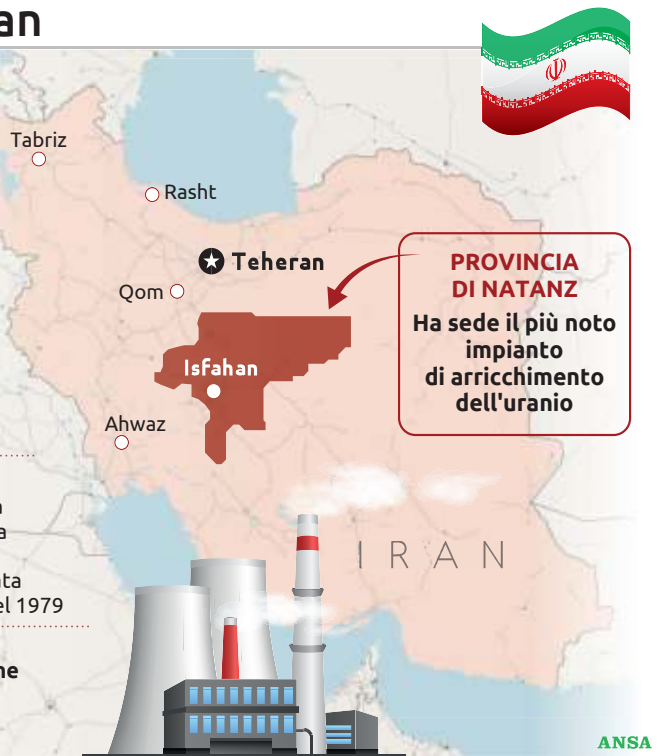 an
Tabriz
Rasht
Teheran
Qom
PROVINCIA
DI NATANZ
Ha sede il più noto
impianto
di arricchimento
dell'uranio
Isfahan
Ahwaz
a
a
ata
el 1979
ne
IRAN
ANSA